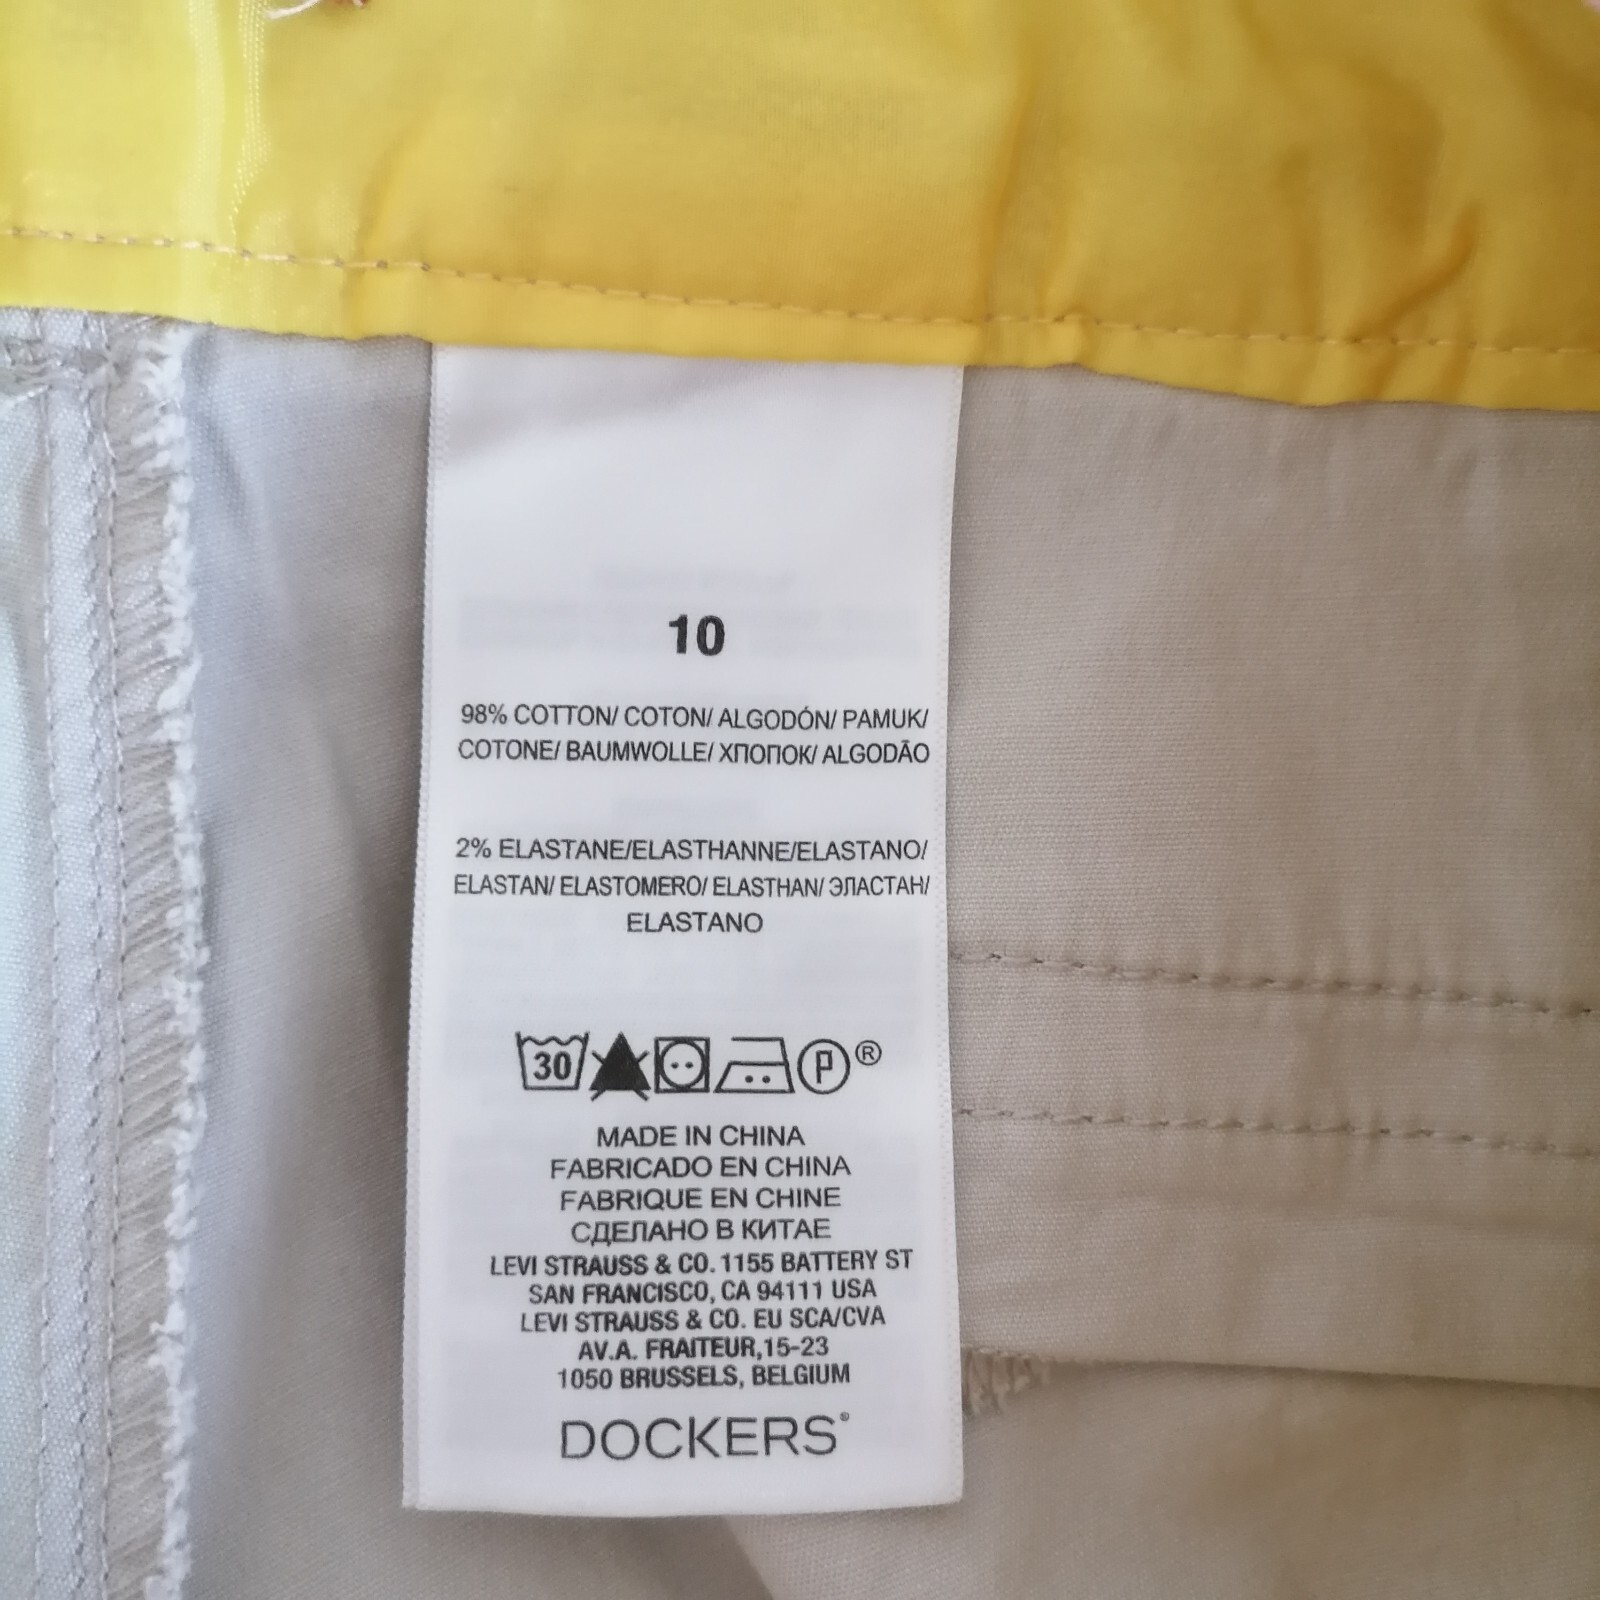 10
98% COTTON/ COTON/ ALGODÓN/ PAMUK/
COTONE/ BAUMWOLLE/ ХЛОПОК/ ALGODÃO
2% ELASTANE/ELASTHANNE/ELASTANO/
ELASTAN/ ELASTOMERO/ ELASTHAN/ ЭЛАСТАН/
ELASTANO
30 P ®
MADE IN CHINA
FABRICADO EN CHINA
FABRIQUE EN CHINE
СДЕЛАНО В КИТАЕ
LEVI STRAUSS & CO. 1155 BATTERY ST
SAN FRANCISCO, CA 94111 USA
LEVI STRAUSS & CO. EU SCA/CVA
AV.A. FRAITEUR,15-23
1050 BRUSSELS, BELGIUM
DOCKERS®